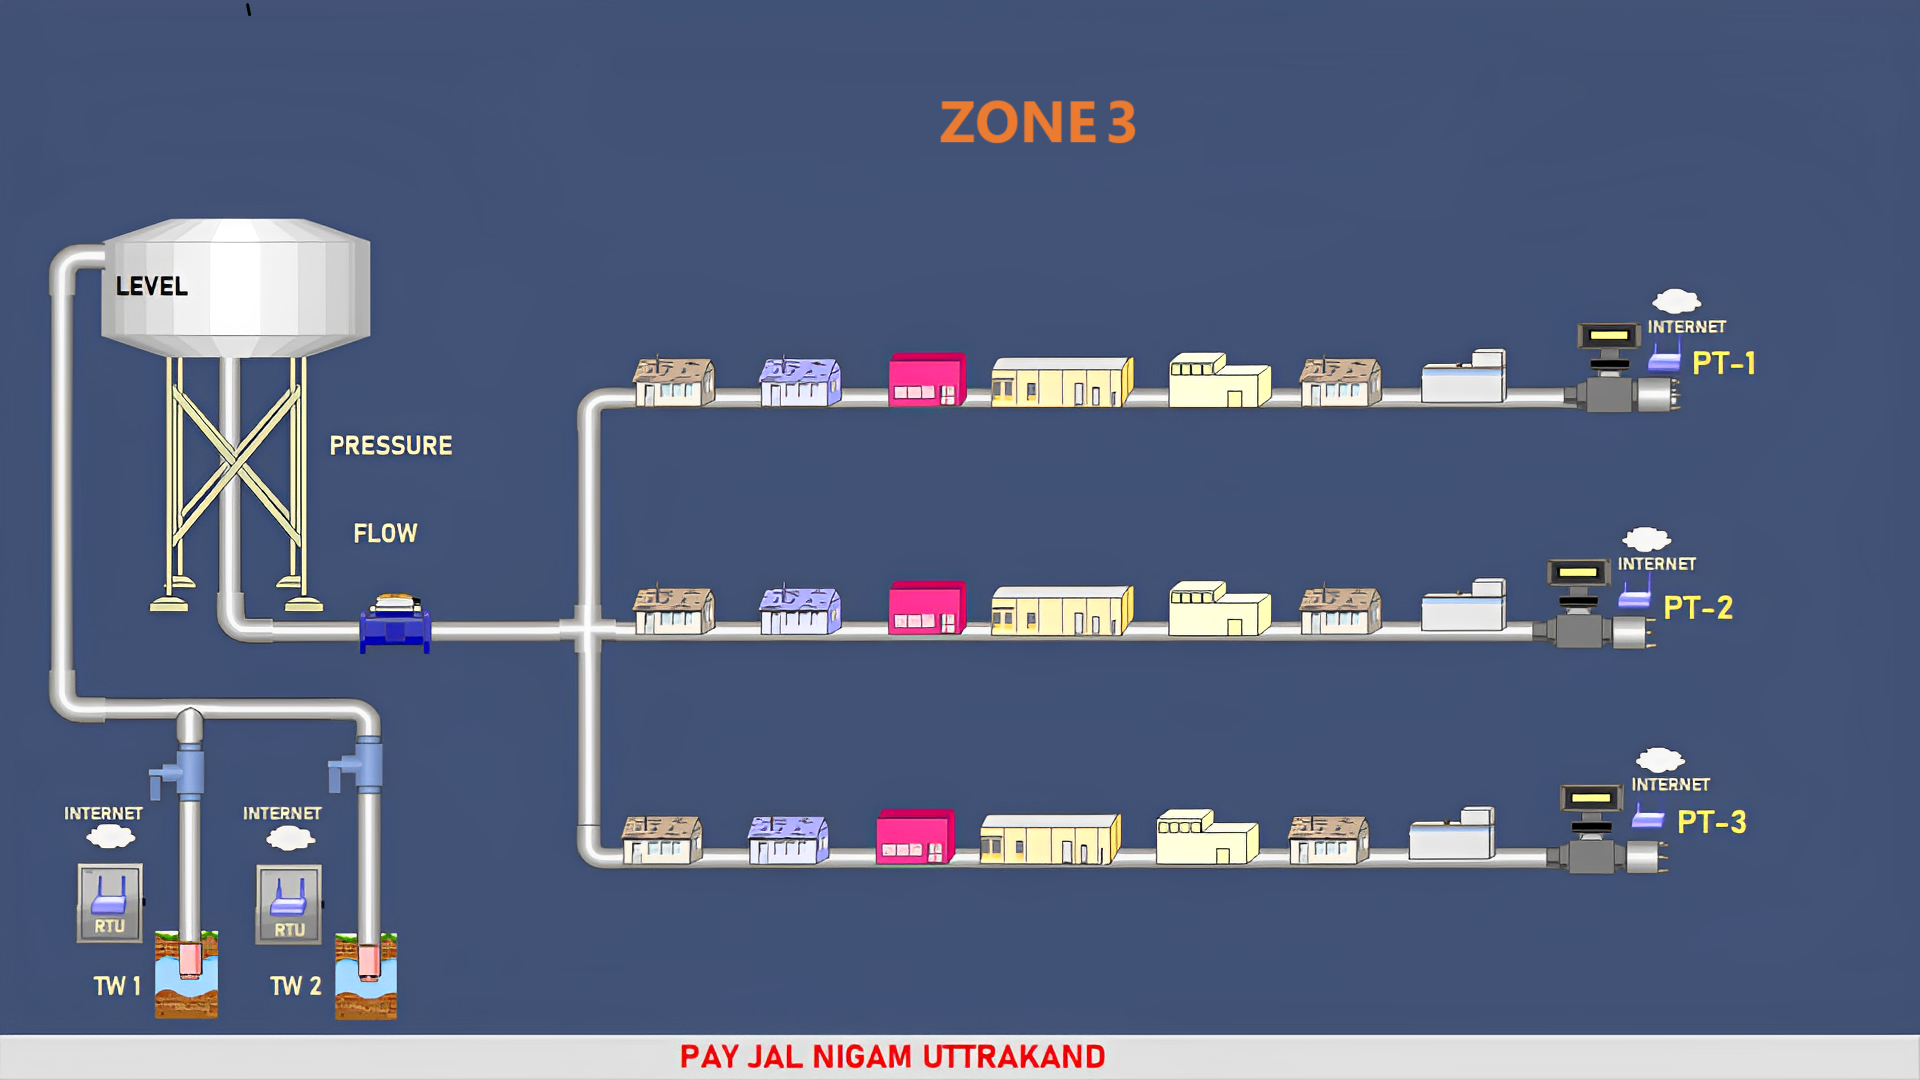 ZONE 3
LEVEL
PRESSURE
FLOW
INTERNET
PT-1
INTERNET
PT-2
INTERNET
PT-3
INTERNET
INTERNET
RTU
RTU
TW 1
TW 2
PAY JAL NIGAM UTTRAKAND